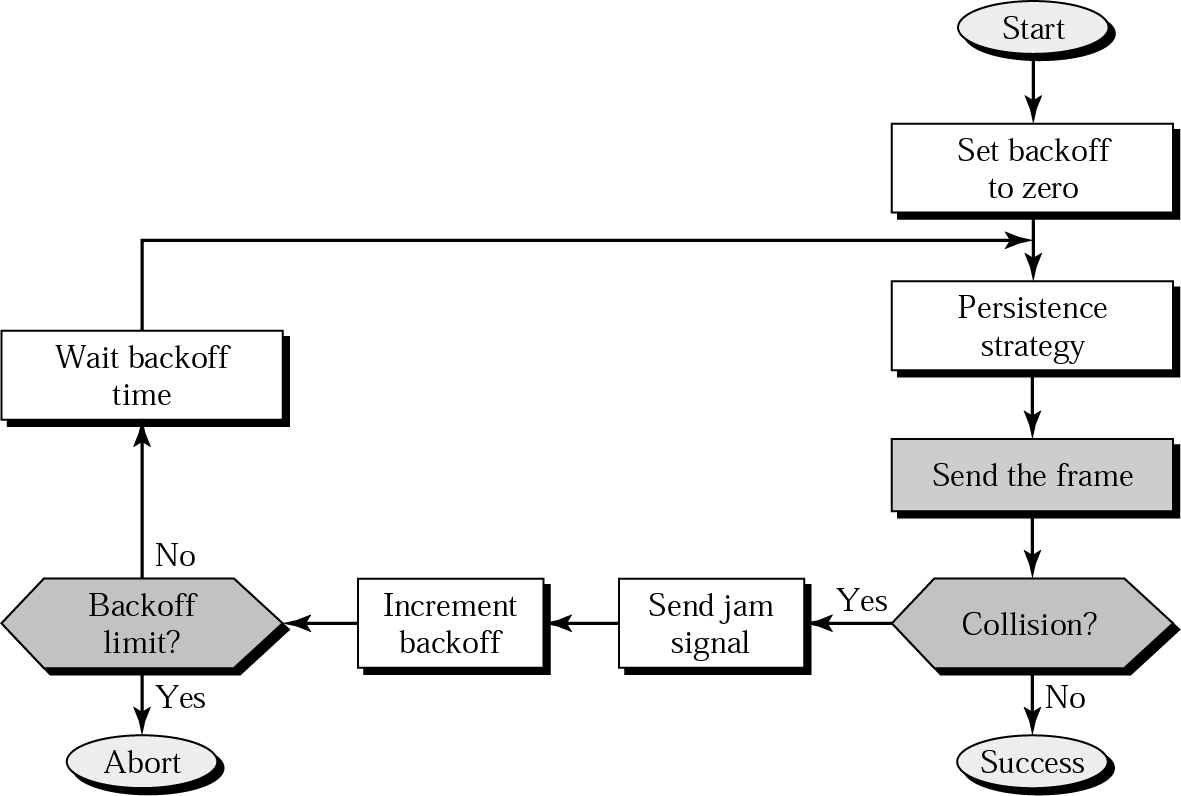 Start
Set backoff
to zero
Persistence
strategy
Wait backoff
time
Send the frame
No
Backoff
limit?
Increment
backoff
Send jam
signal
Yes
Collision?
Yes
No
Abort
Success